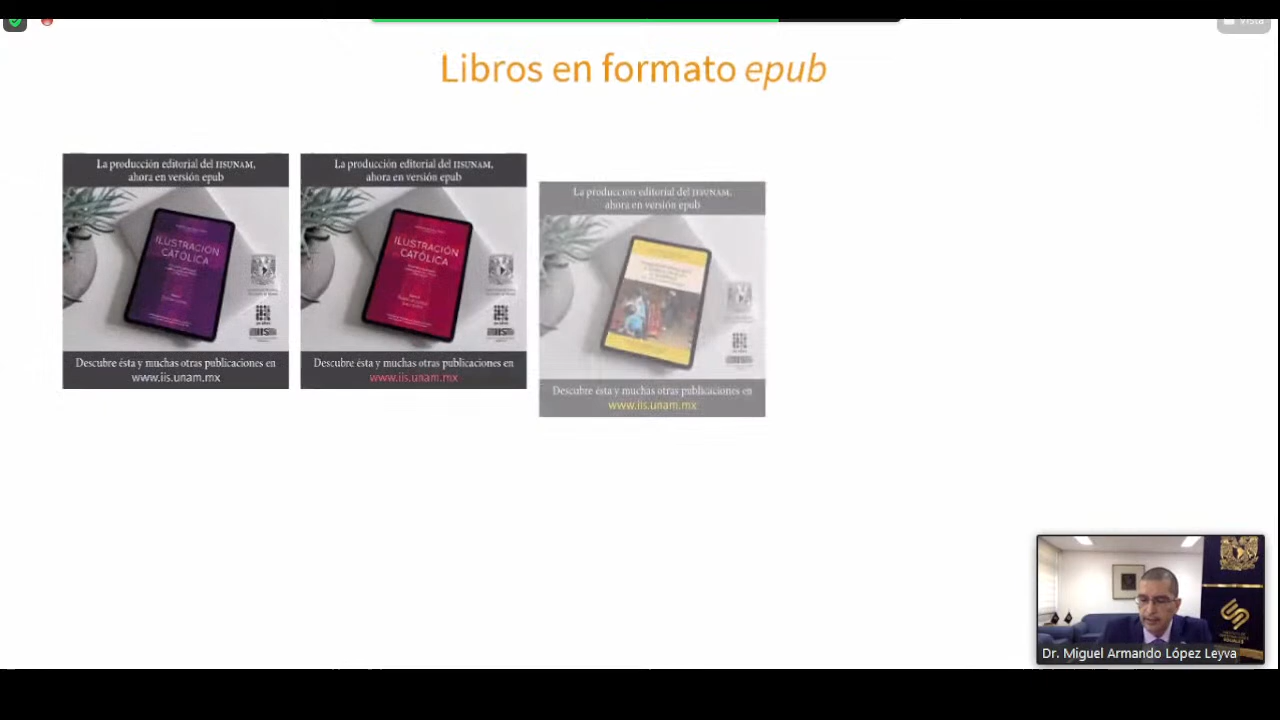 Vista
Libros en formato epub
La producción editorial del IISUNAM,
ahora en versión epub
ILUSTRACIÓN
CATÓLICA
IIS
Descubre ésta y muchas otras publicaciones en
www.iis.unam.mx
La producción editorial del IISUNAM,
ahora en versión epub
ILUSTRACIÓN
CATÓLICA
IIS
Descubre ésta y muchas otras publicaciones en
www.iis.unam.mx
La producción editorial del IISUNAM,
ahora en versión epub
Descubre ésta y muchas otras publicaciones en
www.iis.unam.mx
Dr. Miguel Armando López Leyva